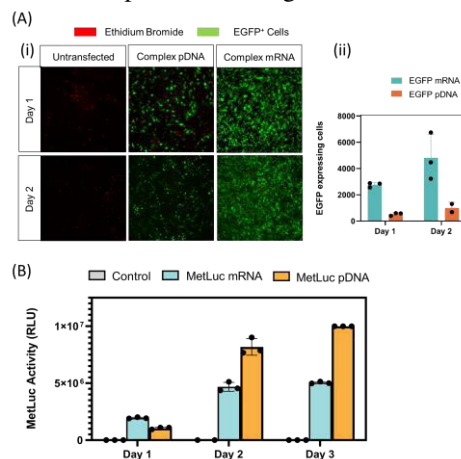 (A)
Ethidium Bromide EGFP⁺ Cells
(i)
(ii)
Untransfected Complex pDNA Complex mRNA
Day 1
Day 2
EGFP mRNA
EGFP pDNA
EGFP expressing cells
8000
6000
4000
2000
0
Day 1 Day 2
(B)
Control MetLuc mRNA MetLuc pDNA
MetLuc Activity (RLU)
1×10⁷
5×10⁶
0
Day 1 Day 2 Day 3